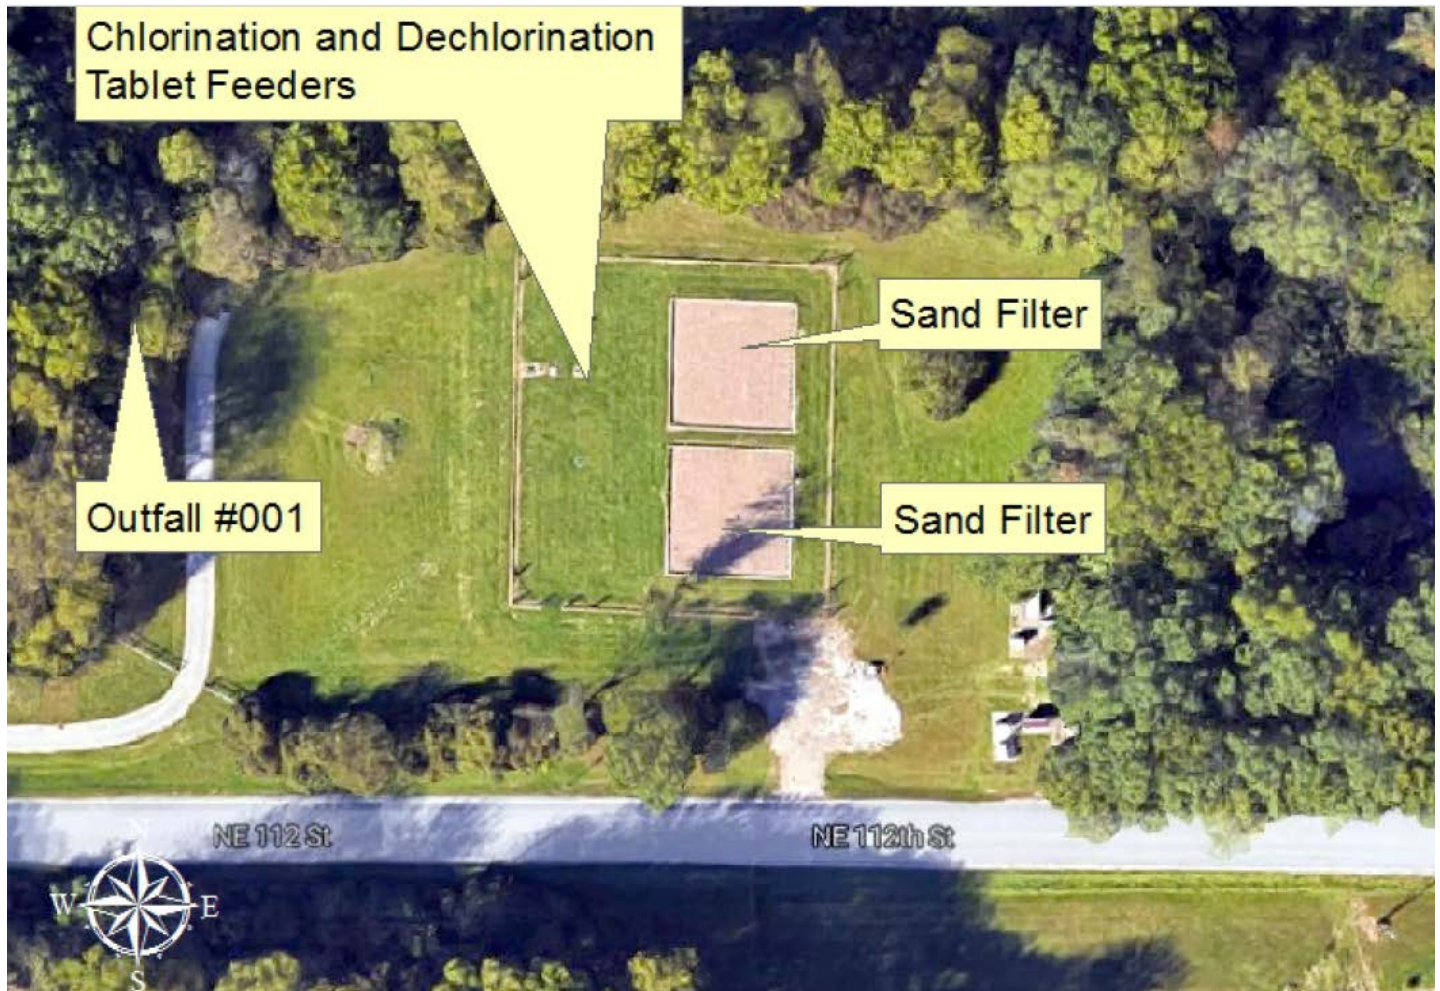 Chlorination and Dechlorination
Tablet Feeders
Sand Filter
Outfall #001
Sand Filter
NE 112 St
NE 112th St
N
W
E
S